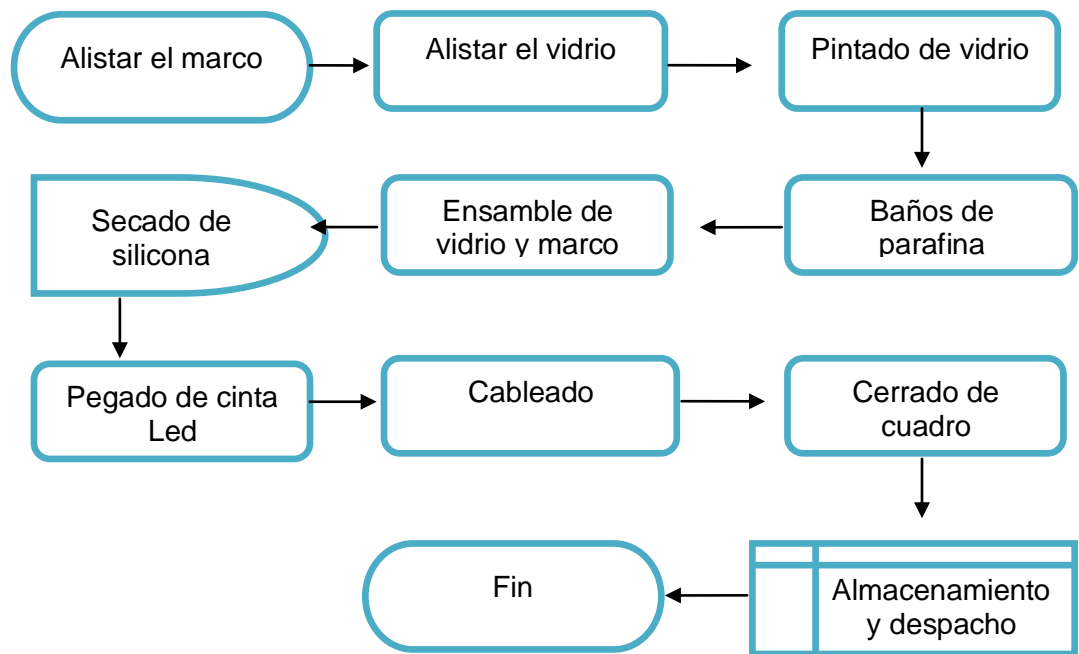 Alistar el marco
Alistar el vidrio
Pintado de vidrio
Baños de
parafina
Ensamble de
vidrio y marco
Secado de
silicona
Pegado de cinta
Led
Cableado
Cerrado de
cuadro
Almacenamiento
y despacho
Fin